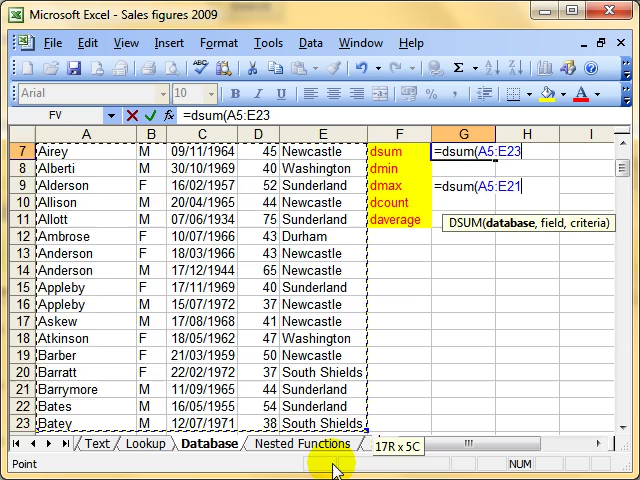 Microsoft Excel - Sales figures 2009
File Edit View Insert Format Tools Data Window Help
Arial 10 B
FV =dsum(A5:E23
A B C D E F G H I
7 Airey M 09/11/1964 45 Newcastle dsum =dsum(A5:E23
8 Alberti M 30/10/1969 40 Washington dmin
9 Alderson F 16/02/1957 52 Sunderland dmax =dsum(A5:E21
10 Allison M 20/04/1965 44 Newcastle dcount
11 Allott M 07/06/1934 75 Sunderland daverage DSUM(database, field, criteria)
12 Ambrose F 10/07/1966 43 Durham
13 Anderson F 18/03/1966 43 Newcastle
14 Anderson M 17/12/1944 65 Newcastle
15 Appleby F 17/11/1969 40 Sunderland
16 Appleby M 15/07/1972 37 Newcastle
17 Askew M 17/08/1968 41 Newcastle
18 Atkinson F 18/05/1962 47 Washington
19 Barber F 21/03/1959 50 Newcastle
20 Barratt F 22/02/1972 37 South Shields
21 Barrymore M 11/09/1965 44 Sunderland
22 Bates M 16/05/1955 54 Sunderland
23 Batey M 12/07/1971 38 South Shields
Text Lookup Database Nested Functions 17R x 5C
Point NUM